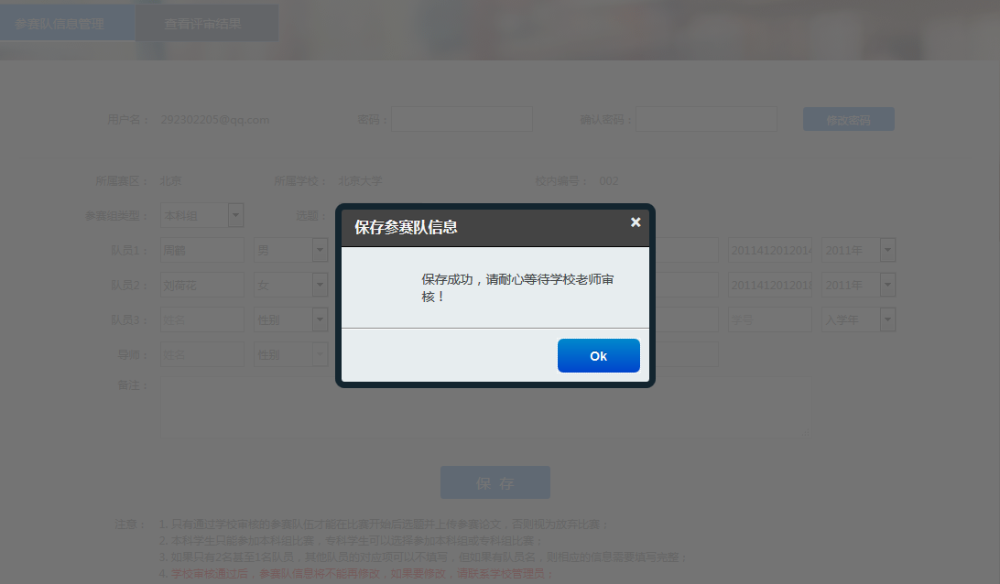 参赛队信息管理 查看评审结果
用户名： 292302205@qq.com 密码： 确认密码： 修改密码
所属赛区： 北京 所属学校： 北京大学 校内编号： 002
参赛组类型： 本科组 选题：
保存参赛队信息 ×
队员1： 男 2011412012014 2011年
保存成功，请耐心等待学校老师审
核！
队员2： 刘荷花 女 2011412012018 2011年
队员3： 姓名 性别 学号 入学年
导师： 姓名 性别
Ok
备注：
保 存
注意： 1. 只有通过学校审核的参赛队伍才能在比赛开始后选题并上传参赛论文，否则视为放弃比赛；
2. 本科学生只能参加本科组比赛，专科学生可以选择参加本科组或专科组比赛；
3. 如果只有2名甚至1名队员，其他队员的对应项可以不填写，但如果有队员名，则相应的信息需要填写完整；
4. 学校审核通过后，参赛队信息将不能再修改，如果要修改，请联系学校管理员；